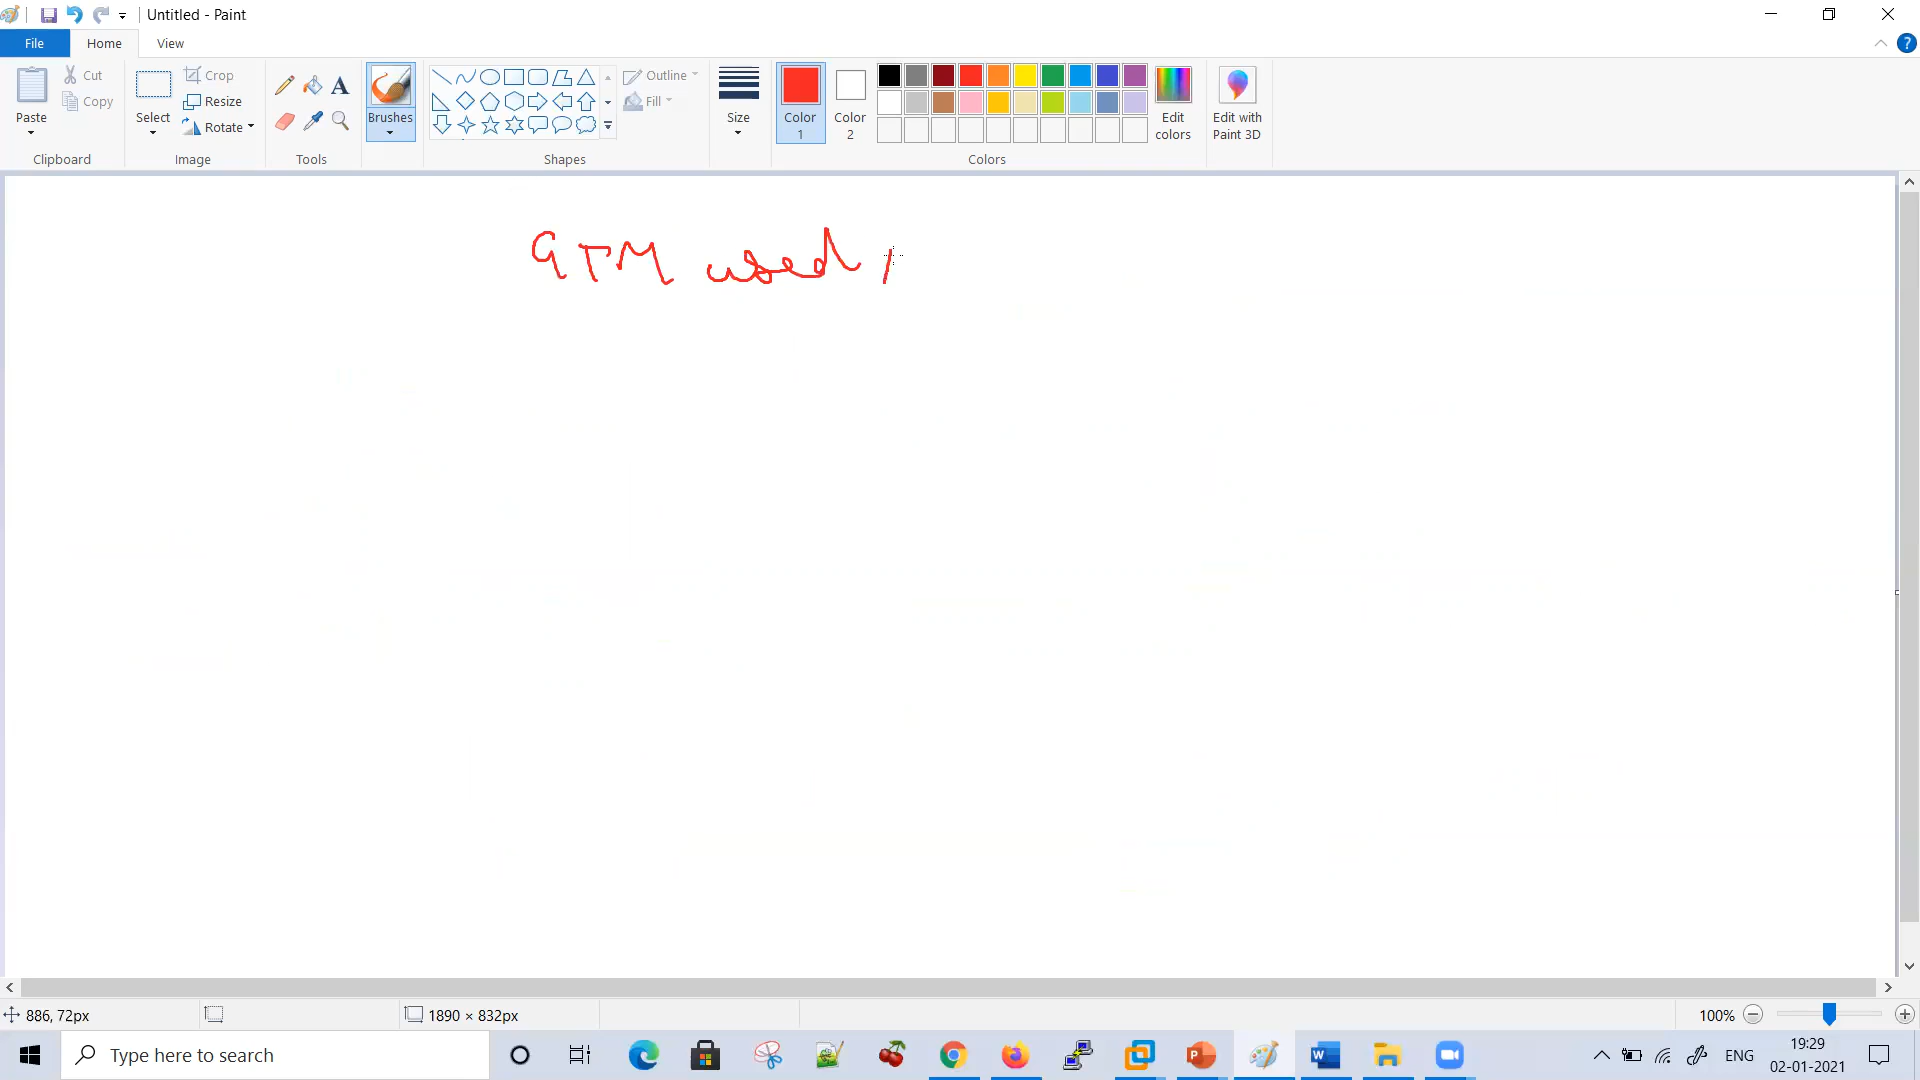 Untitled - Paint
File Home View
Paste
Cut
Copy
Clipboard
Select
Crop
Resize
Rotate
Image
Tools
Brushes
Shapes
Outline
Fill
Size
Color 1
Color 2
Colors
Edit colors
Edit with Paint 3D
GTM used
886, 72px
1890 × 832px
100%
Type here to search
ENG
19:29
02-01-2021